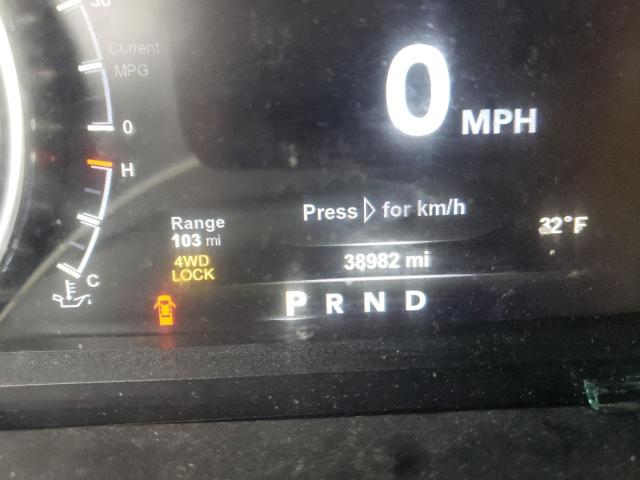 Current
MPG
0
0 MPH
H
Press ▷ for km/h
Range
103 mi
32°F
4WD
LOCK
38982 mi
C
P R N D